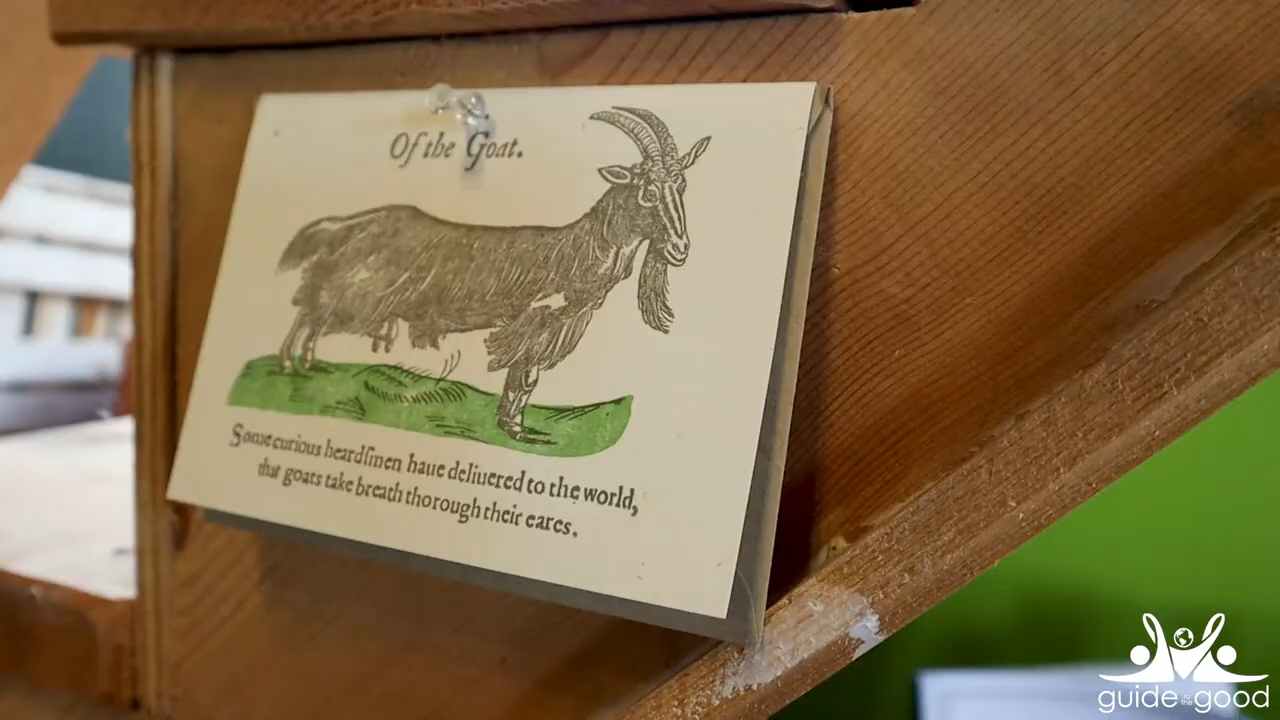 Of the Goat.
Some curious heardſmen haue deliuered to the world,
that goats take breath thorough their eares.
guide to the good